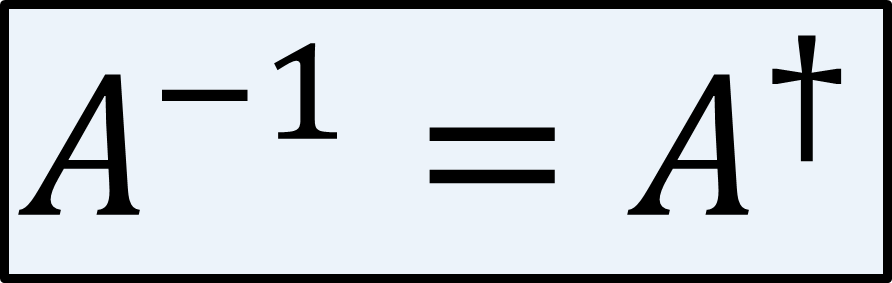 A⁻¹ = A†